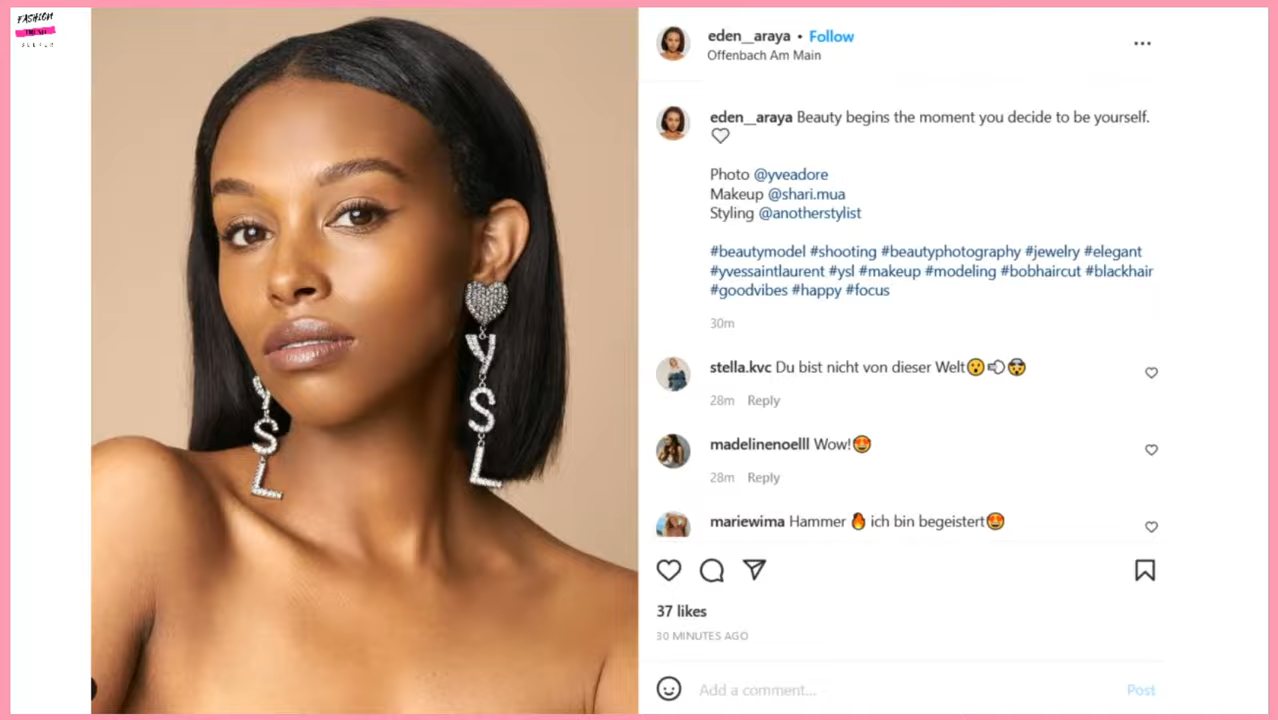 FASHION
eden__araya • Follow
Offenbach Am Main
eden__araya Beauty begins the moment you decide to be yourself.
Photo @yveadore
Makeup @shari.mua
Styling @anotherstylist
#beautymodel #shooting #beautyphotography #jewelry #elegant
#yvessaintlaurent #ysl #makeup #modeling #bobhaircut #blackhair
#goodvibes #happy #focus
30m
stella.kvc Du bist nicht von dieser Welt😮💨🤯
28m Reply
madelinenoelll Wow!🤩
28m Reply
mariewima Hammer 🔥 ich bin begeistert🤩
37 likes
30 MINUTES AGO
Add a comment...
Post
Y
S
L
Y
S
L